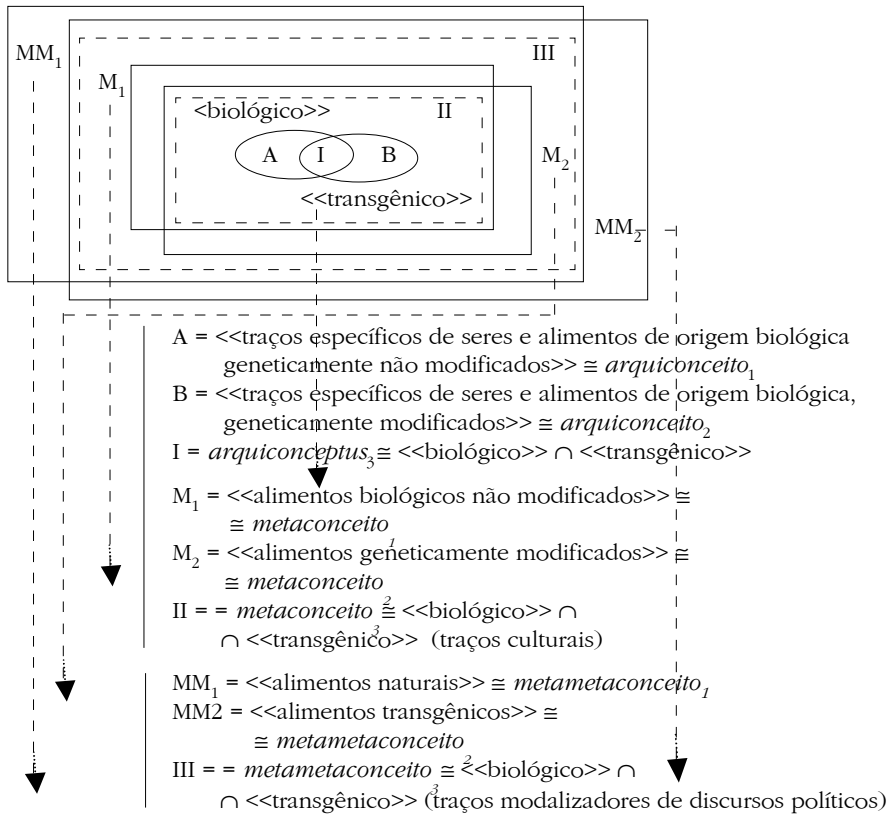 MM1
III
M1
<biológico>>
II
A I B
M2
<<transgênico>>
MM2
A = <<traços específicos de seres e alimentos de origem biológica
geneticamente não modificados>> ≅ arquiconceito1
B = <<traços específicos de seres e alimentos de origem biológica,
geneticamente modificados>> ≅ arquiconceito2
I = arquiconceptus3 ≅ <<biológico>> ∩ <<transgênico>>
M1 = <<alimentos biológicos não modificados>> ≅
≅ metaconceito1
M2 = <<alimentos geneticamente modificados>> ≅
≅ metaconceito2
II = = metaconceito3 ≅ <<biológico>> ∩
∩ <<transgênico>> (traços culturais)
MM1 = <<alimentos naturais>> ≅ metametaconceito1
MM2 = <<alimentos transgênicos>> ≅
≅ metametaconceito2
III = = metametaconceito3 ≅ <<biológico>> ∩
∩ <<transgênico>> (traços modalizadores de discursos políticos)